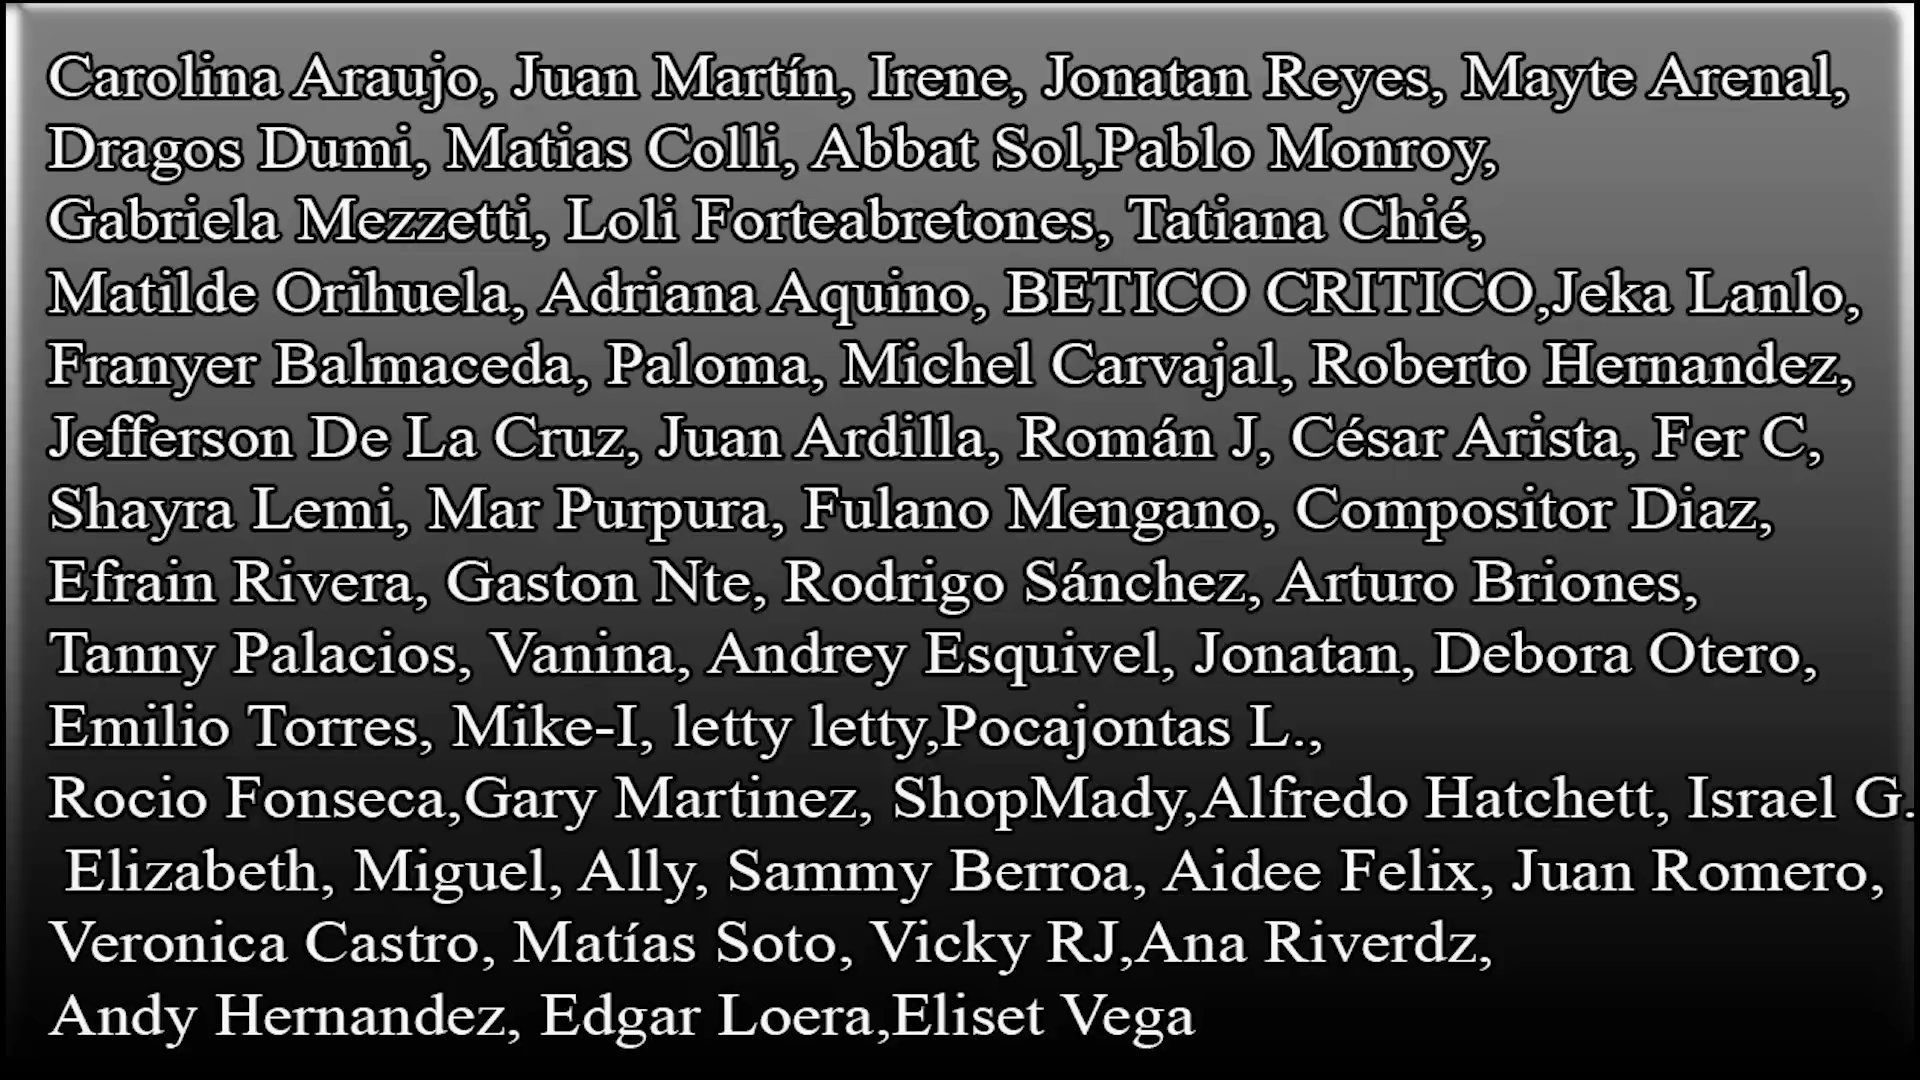 Carolina Araujo, Juan Martín, Irene, Jonatan Reyes, Mayte Arenal,
Dragos Dumi, Matias Colli, Abbat Sol,Pablo Monroy,
Gabriela Mezzetti, Loli Forteabretones, Tatiana Chié,
Matilde Orihuela, Adriana Aquino, BETICO CRITICO,Jeka Lanlo,
Franyer Balmaceda, Paloma, Michel Carvajal, Roberto Hernandez,
Jefferson De La Cruz, Juan Ardilla, Román J, César Arista, Fer C,
Shayra Lemi, Mar Purpura, Fulano Mengano, Compositor Diaz,
Efrain Rivera, Gaston Nte, Rodrigo Sánchez, Arturo Briones,
Tanny Palacios, Vanina, Andrey Esquivel, Jonatan, Debora Otero,
Emilio Torres, Mike-I, letty letty,Pocajontas L.,
Rocio Fonseca,Gary Martinez, ShopMady,Alfredo Hatchett, Israel G.
Elizabeth, Miguel, Ally, Sammy Berroa, Aidee Felix, Juan Romero,
Veronica Castro, Matías Soto, Vicky RJ,Ana Riverdz,
Andy Hernandez, Edgar Loera,Eliset Vega